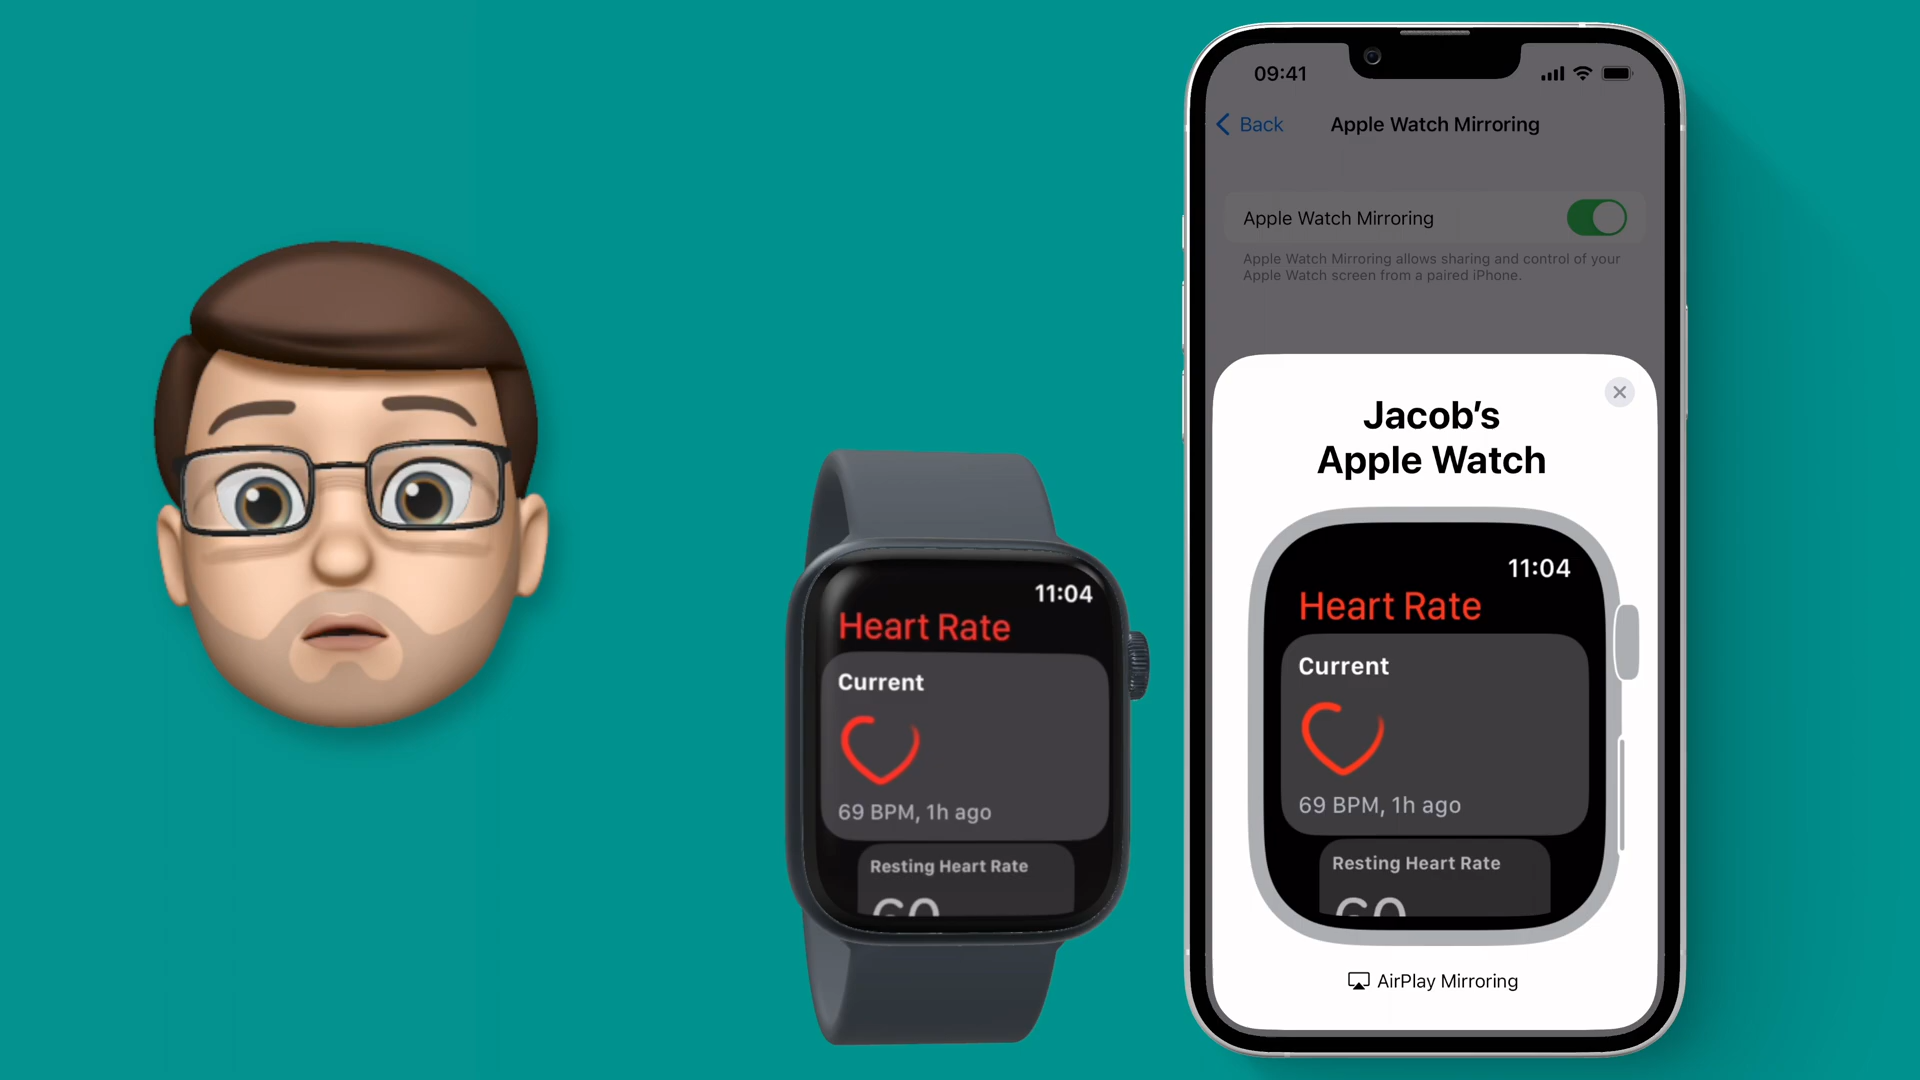 09:41
Back
Apple Watch Mirroring
Apple Watch Mirroring
Apple Watch Mirroring allows sharing and control of your
Apple Watch screen from a paired iPhone.
Jacob's
Apple Watch
11:04
Heart Rate
Current
69 BPM, 1h ago
Resting Heart Rate
60
AirPlay Mirroring
11:04
Heart Rate
Current
69 BPM, 1h ago
Resting Heart Rate
60